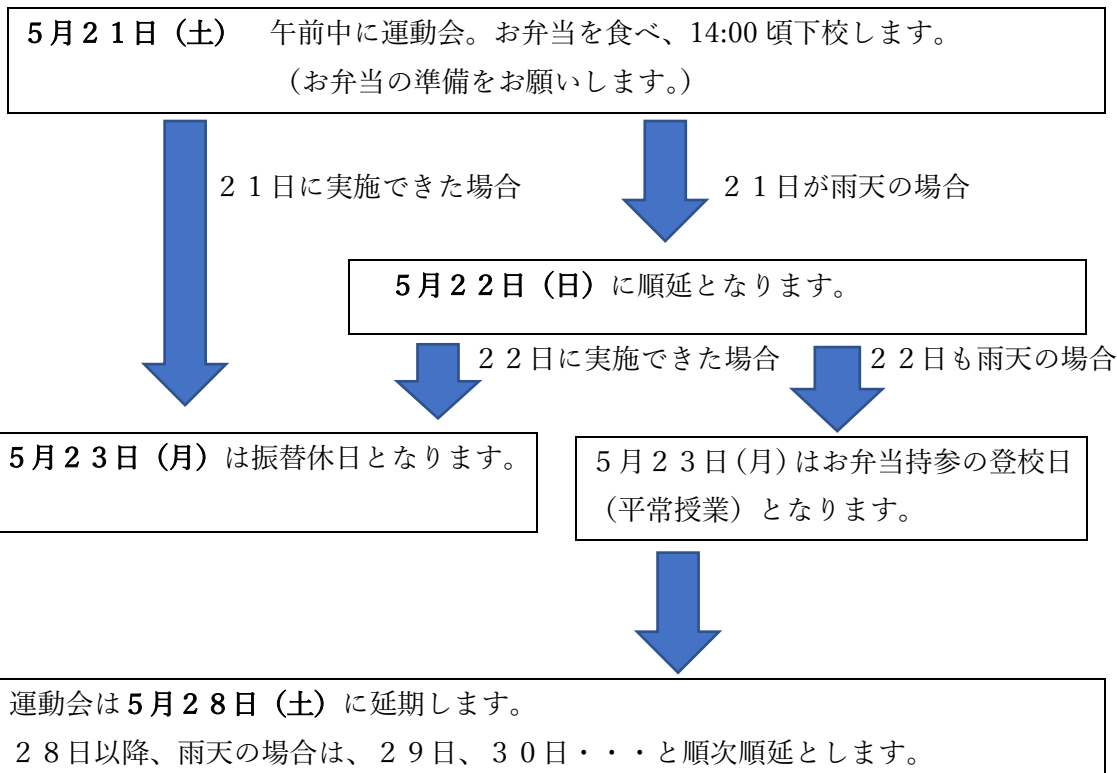 ５月２１日（土）　午前中に運動会。お弁当を食べ、14:00 頃下校します。
（お弁当の準備をお願いします。）
２１日に実施できた場合
２１日が雨天の場合
５月２２日（日）に順延となります。
２２日に実施できた場合
２２日も雨天の場合
５月２３日（月）は振替休日となります。
５月２３日(月)はお弁当持参の登校日
（平常授業）となります。
運動会は５月２８日（土）に延期します。
２８日以降、雨天の場合は、２９日、３０日・・・と順次順延とします。